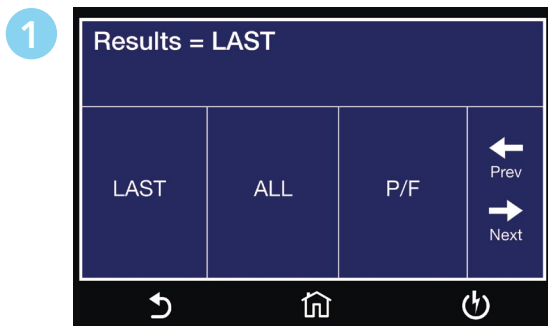 1
Results = LAST
LAST
ALL
P/F
Prev
Next